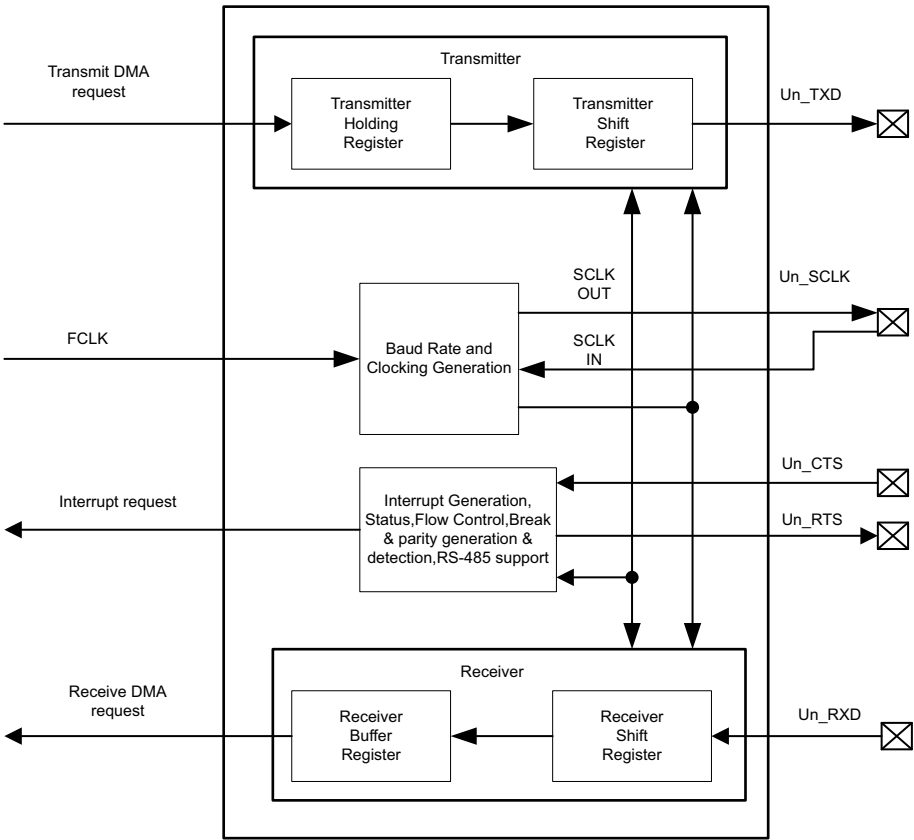 Transmitter
Transmit DMA
request
Transmitter
Holding
Register
Transmitter
Shift
Register
Un_TXD
SCLK
OUT
Un_SCLK
FCLK
Baud Rate and
Clocking Generation
SCLK
IN
Un_CTS
Interrupt request
Interrupt Generation,
Status,Flow Control,Break
& parity generation &
detection,RS-485 support
Un_RTS
Receiver
Receive DMA
request
Receiver
Buffer
Register
Receiver
Shift
Register
Un_RXD